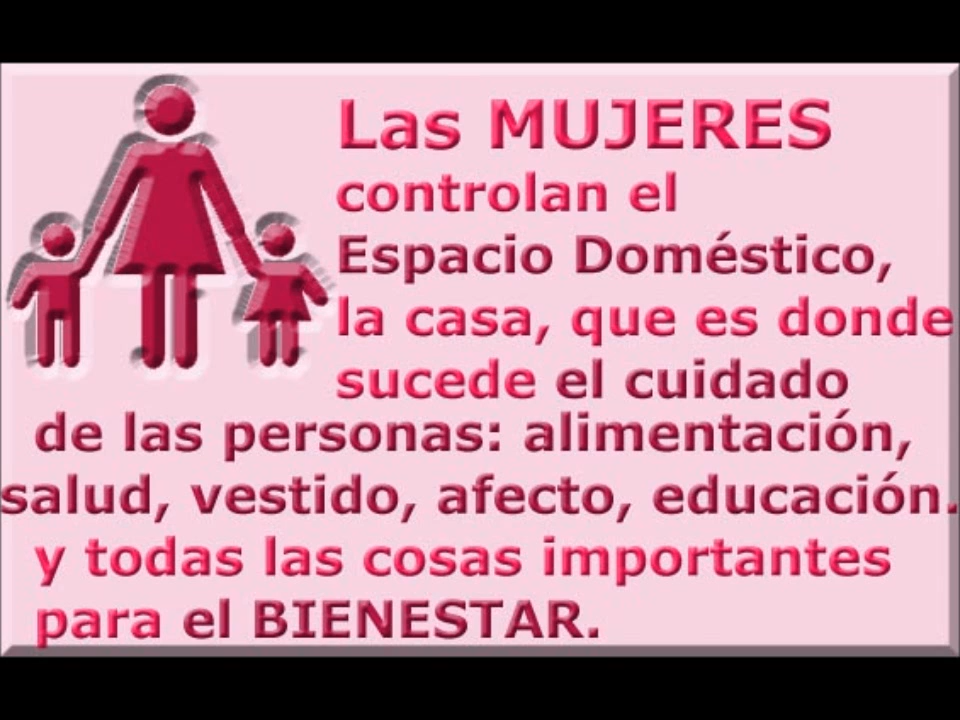 Las MUJERES
controlan el
Espacio Doméstico,
la casa, que es donde
sucede el cuidado
de las personas: alimentación,
salud, vestido, afecto, educación.
y todas las cosas importantes
para el BIENESTAR.